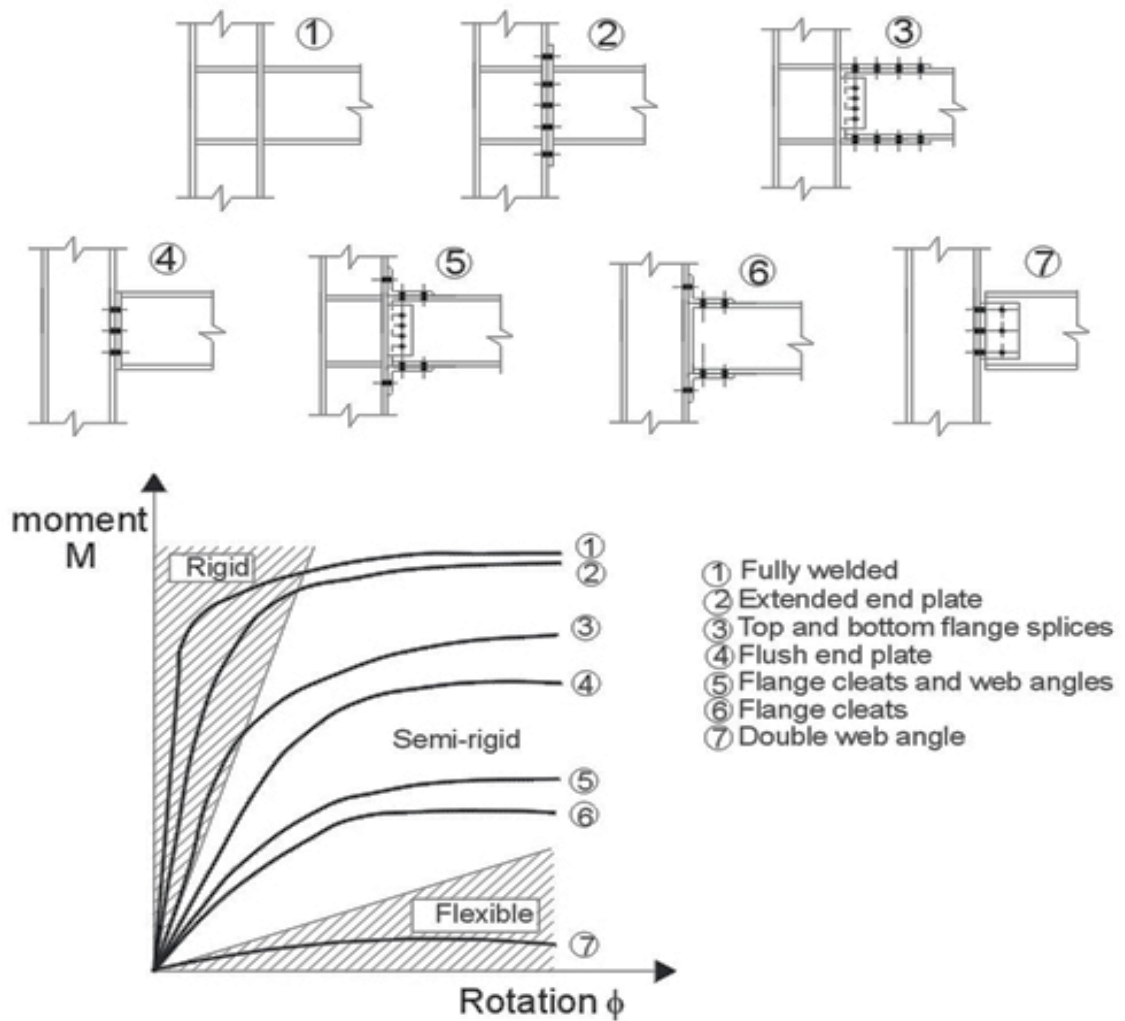 ① ② ③
④ ⑤ ⑥ ⑦
moment
M
Rigid
①
②
③
④
Semi-rigid
⑤
⑥
Flexible
⑦
Rotation ϕ
① Fully welded
② Extended end plate
③ Top and bottom flange splices
④ Flush end plate
⑤ Flange cleats and web angles
⑥ Flange cleats
⑦ Double web angle